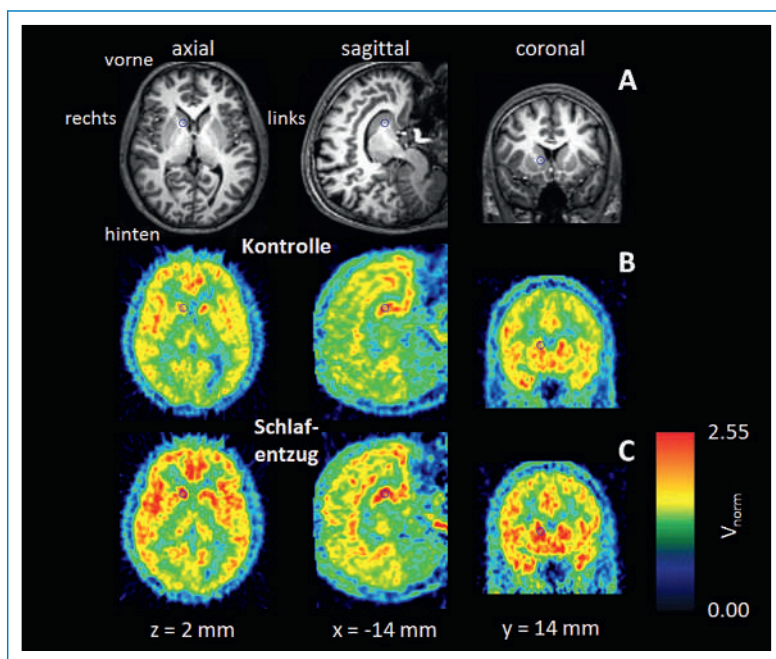 axial
sagittal
coronal
vorne
A
rechts
links
hinten
Kontrolle
B
Schlaf-
entzug
C
2.55
Vnorm
0.00
z = 2 mm
x = -14 mm
y = 14 mm